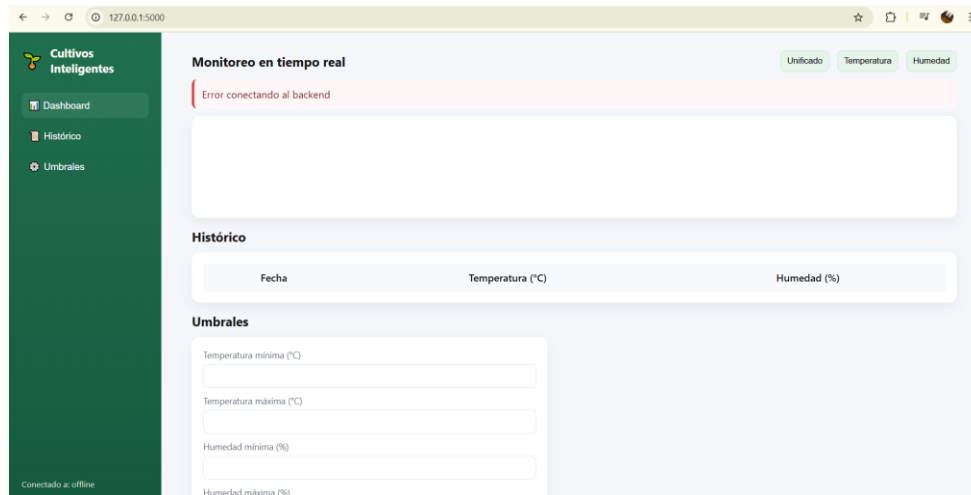 127.0.0.1:5000
Cultivos
Inteligentes
Dashboard
Histórico
Umbrales
Conectado a: offline
Monitoreo en tiempo real
Unificado
Temperatura
Humedad
Error conectando al backend
Histórico
Fecha
Temperatura (°C)
Humedad (%)
Umbrales
Temperatura mínima (°C)
Temperatura máxima (°C)
Humedad mínima (%)
Humedad máxima (%)